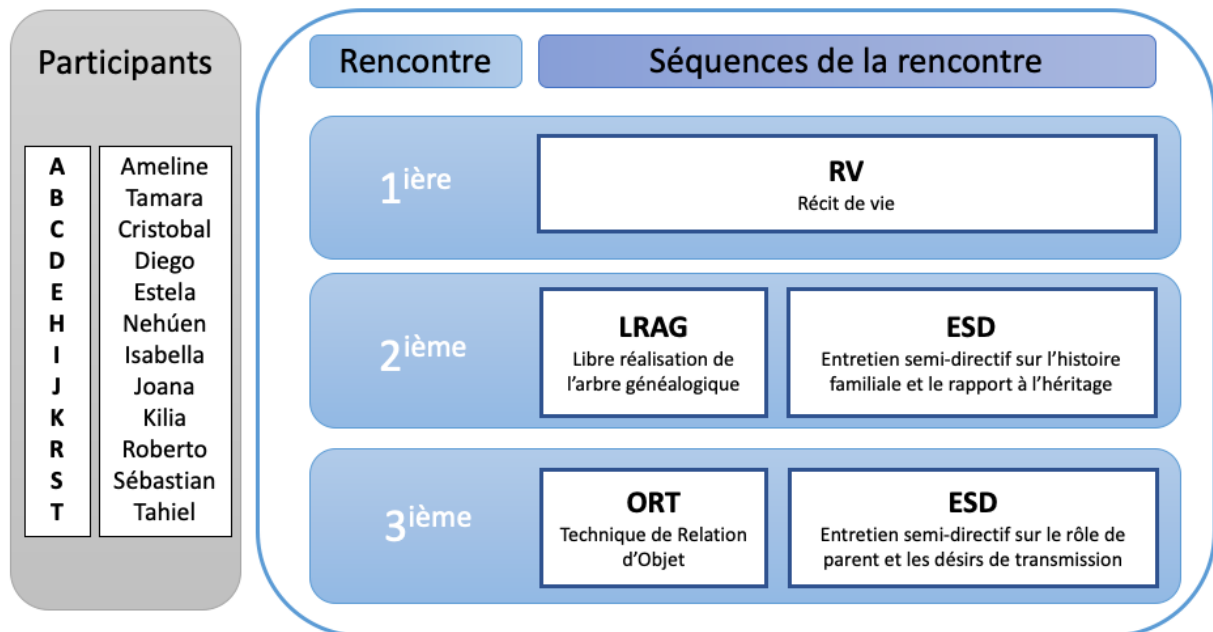 Participants
A Ameline
B Tamara
C Cristobal
D Diego
E Estela
H Nehúen
I Isabella
J Joana
K Kilia
R Roberto
S Sébastian
T Tahiel
Rencontre
Séquences de la rencontre
1ière
RV
Récit de vie
2ième
LRAG
Libre réalisation de
l'arbre généalogique
ESD
Entretien semi-directif sur l'histoire
familiale et le rapport à l'héritage
3ième
ORT
Technique de Relation
d'Objet
ESD
Entretien semi-directif sur le rôle de
parent et les désirs de transmission